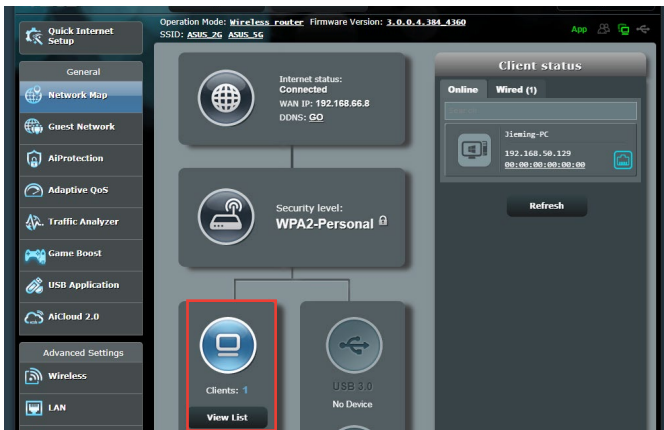 Quick Internet
Setup
General
Network Map
Guest Network
AiProtection
Adaptive QoS
Traffic Analyzer
Game Boost
USB Application
AiCloud 2.0
Advanced Settings
Wireless
LAN
Operation Mode: Wireless router Firmware Version: 3.0.0.4.384_4360
SSID: ASUS_2G ASUS_5G
App
Internet status:
Connected
WAN IP: 192.168.66.8
DDNS: GO
Security level:
WPA2-Personal
Clients: 1
View List
USB 3.0
No Device
Client status
Online Wired (1)
Jieming-PC
192.168.50.129
00:00:00:00:00:00
Refresh